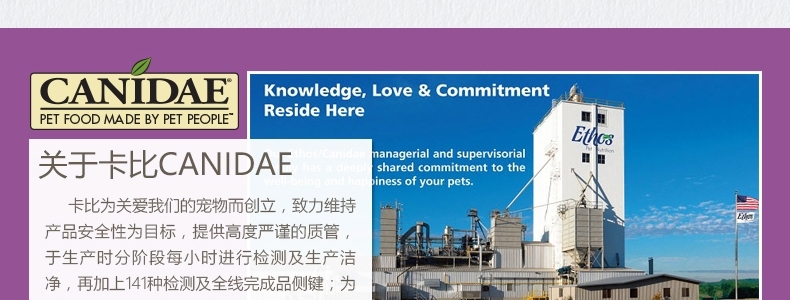 CANIDAE®
PET FOOD MADE BY PET PEOPLE™
Knowledge, Love & Commitment
Reside Here
managerial and supervisorial
shared commitment to the
happiness of your pets.
Ethos
Pet Nutrition
Ethos
关于卡比CANIDAE
卡比为关爱我们的宠物而创立，致力维持
产品安全性为目标，提供高度严谨的质管，
于生产时分阶段每小时进行检测及生产洁
净，再加上141种检测及全线完成品侧键；为